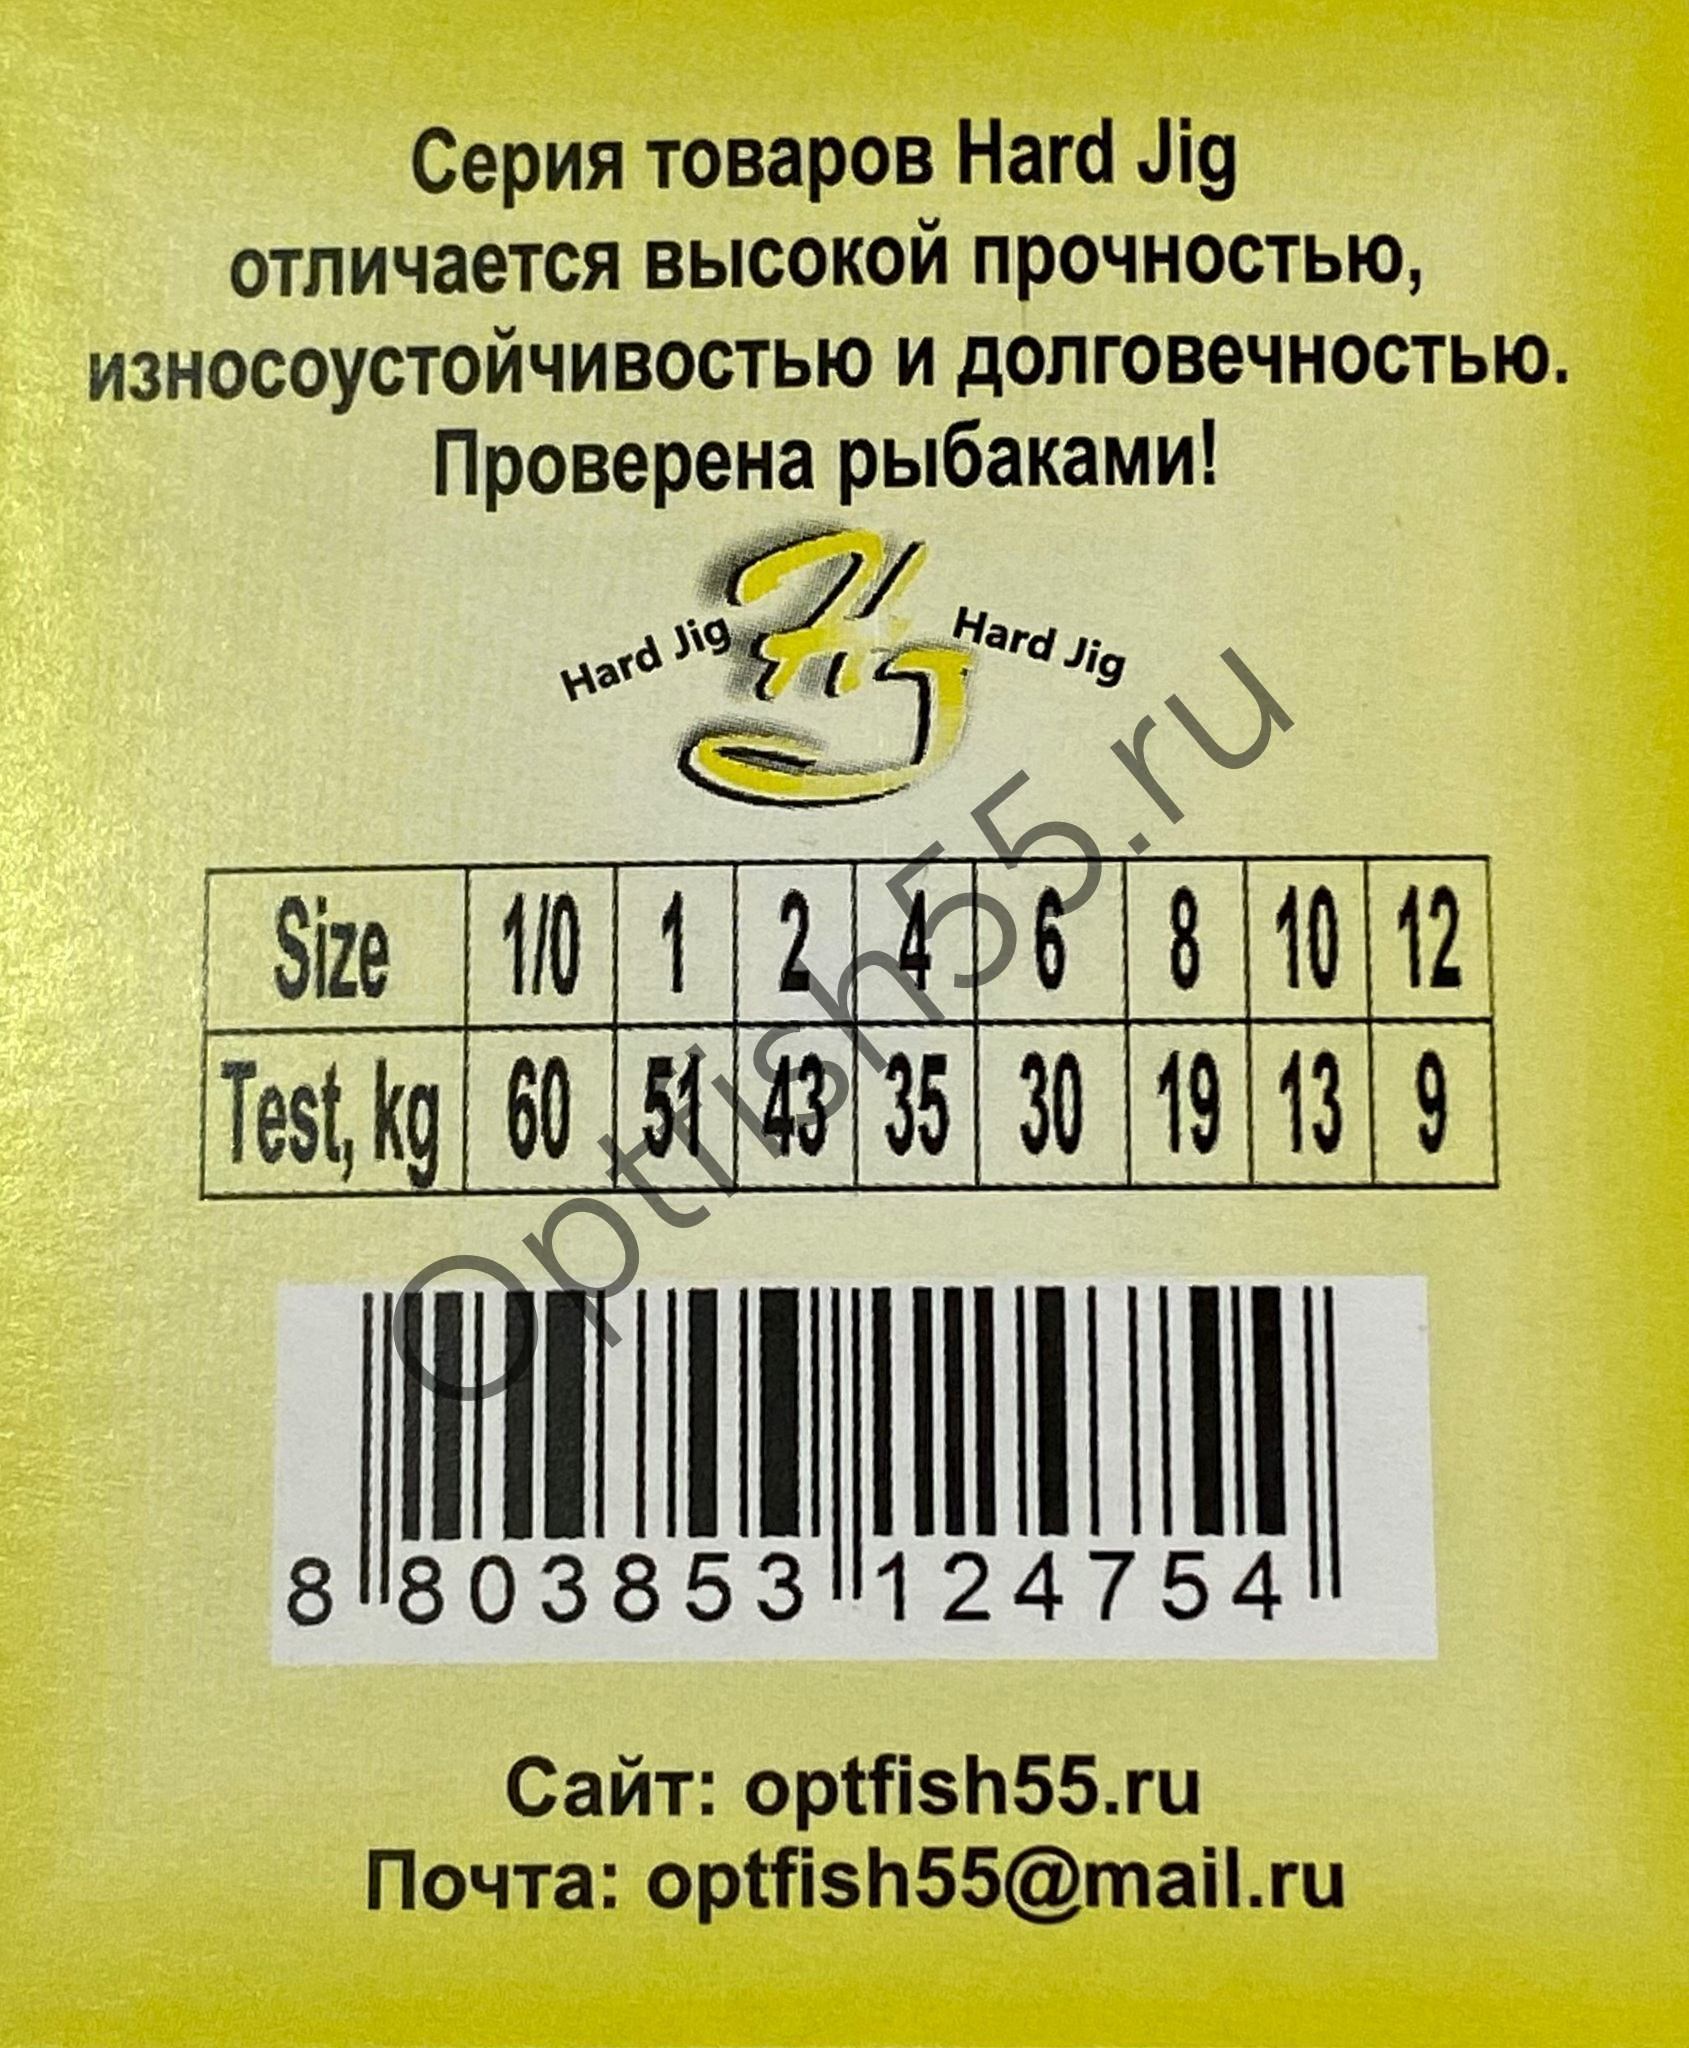 Серия товаров Hard Jig
отличается высокой прочностью,
износоустойчивостью и долговечностью.
Проверена рыбаками!
Hard Jig HJ Hard Jig
Size 1/0 1 2 4 6 8 10 12
Test, kg 60 51 43 35 30 19 13 9
Optfish55.ru
8 803853 124754
Сайт: optfish55.ru
Почта: optfish55@mail.ru